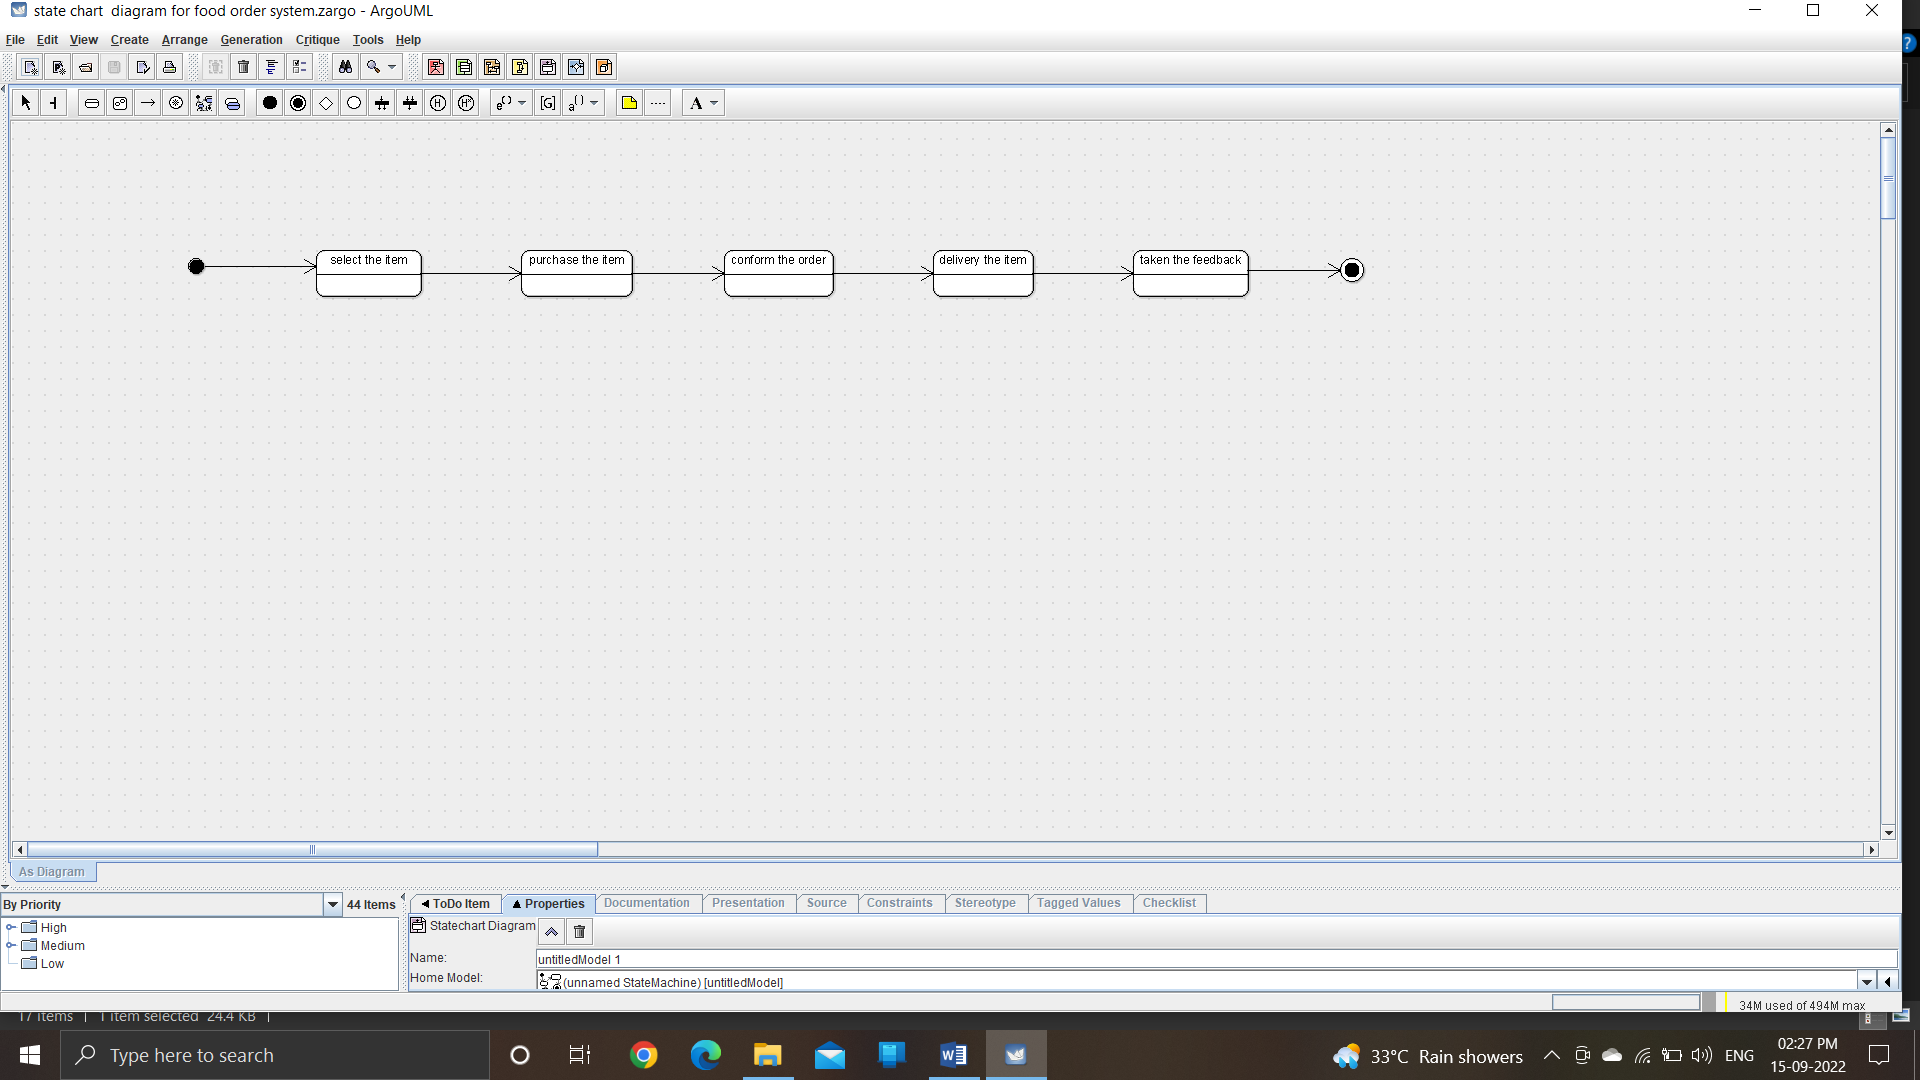 state chart  diagram for food order system.zargo - ArgoUML
File Edit View Create Arrange Generation Critique Tools Help
e() [G] a() A
H H*
select the item
purchase the item
conform the order
delivery the item
taken the feedback
As Diagram
By Priority
44 Items
High
Medium
Low
ToDo Item Properties Documentation Presentation Source Constraints Stereotype Tagged Values Checklist
Statechart Diagram
Name:
untitledModel 1
Home Model:
(unnamed StateMachine) [untitledModel]
34M used of 494M max
17 items | 1 item selected 24.4 KB |
Type here to search
33°C Rain showers
ENG
02:27 PM
15-09-2022